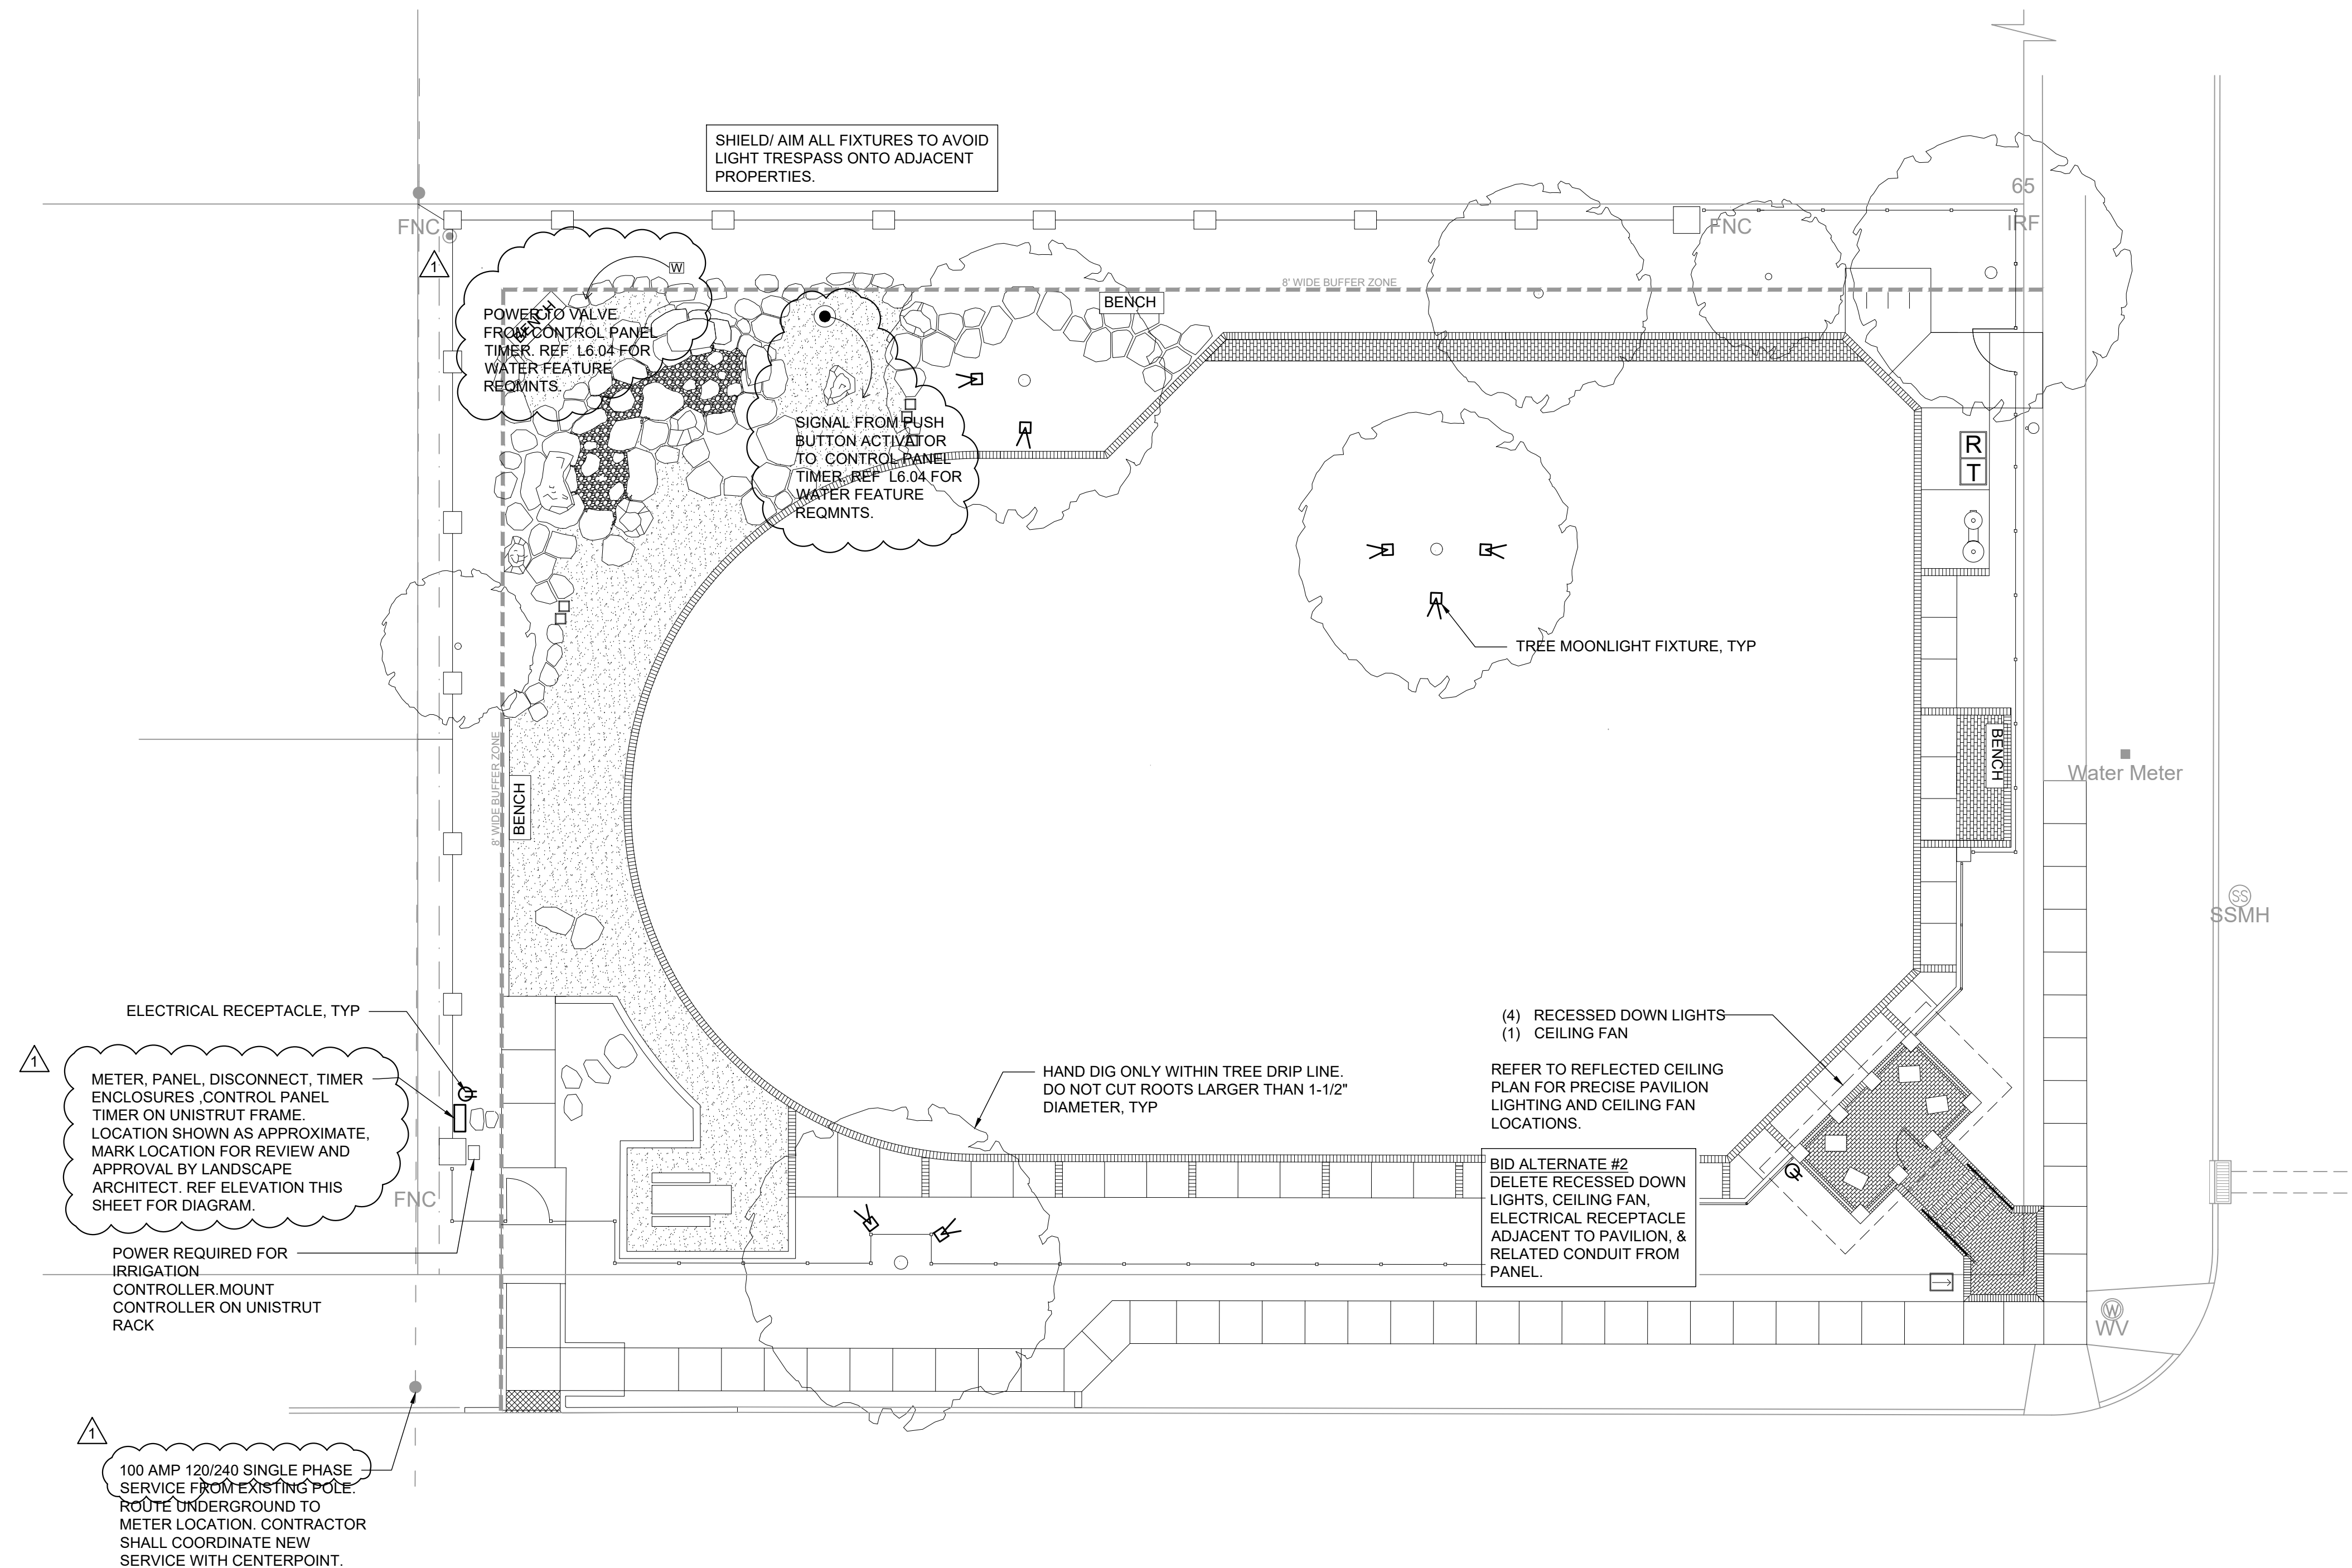 SHIELD/ AIM ALL FIXTURES TO AVOID
LIGHT TRESPASS ONTO ADJACENT
PROPERTIES.
65
IRF
FNC
FNC
1
W
BENCH
POWER TO VALVE
FROM CONTROL PANEL
TIMER. REF L6.04 FOR
WATER FEATURE
REQMNTS.
8' WIDE BUFFER ZONE
BENCH
SIGNAL FROM PUSH
BUTTON ACTIVATOR
TO CONTROL PANEL
TIMER. REF L6.04 FOR
WATER FEATURE
REQMNTS.
R
T
TREE MOONLIGHT FIXTURE, TYP
8' WIDE BUFFER ZONE
BENCH
BENCH
Water Meter
SS
SSMH
ELECTRICAL RECEPTACLE, TYP
1
METER, PANEL, DISCONNECT, TIMER
ENCLOSURES ,CONTROL PANEL
TIMER ON UNISTRUT FRAME.
LOCATION SHOWN AS APPROXIMATE,
MARK LOCATION FOR REVIEW AND
APPROVAL BY LANDSCAPE
ARCHITECT. REF ELEVATION THIS
SHEET FOR DIAGRAM.
FNC
POWER REQUIRED FOR
IRRIGATION
CONTROLLER.MOUNT
CONTROLLER ON UNISTRUT
RACK
HAND DIG ONLY WITHIN TREE DRIP LINE.
DO NOT CUT ROOTS LARGER THAN 1-1/2"
DIAMETER, TYP
(4) RECESSED DOWN LIGHTS
(1) CEILING FAN
REFER TO REFLECTED CEILING
PLAN FOR PRECISE PAVILION
LIGHTING AND CEILING FAN
LOCATIONS.
BID ALTERNATE #2
DELETE RECESSED DOWN
LIGHTS, CEILING FAN,
ELECTRICAL RECEPTACLE
ADJACENT TO PAVILION, &
RELATED CONDUIT FROM
PANEL.
W
WV
1
100 AMP 120/240 SINGLE PHASE
SERVICE FROM EXISTING POLE.
ROUTE UNDERGROUND TO
METER LOCATION. CONTRACTOR
SHALL COORDINATE NEW
SERVICE WITH CENTERPOINT.